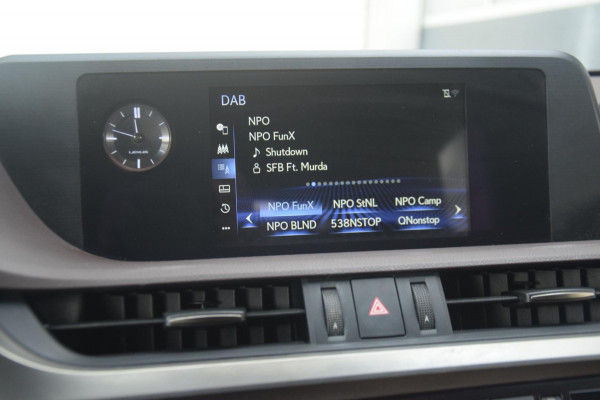 DAB
NPO
NPO FunX
Shutdown
SFB Ft. Murda
NPO FunX NPO StNL NPO Camp
NPO BLND 538NSTOP QNonstop
LEXUS